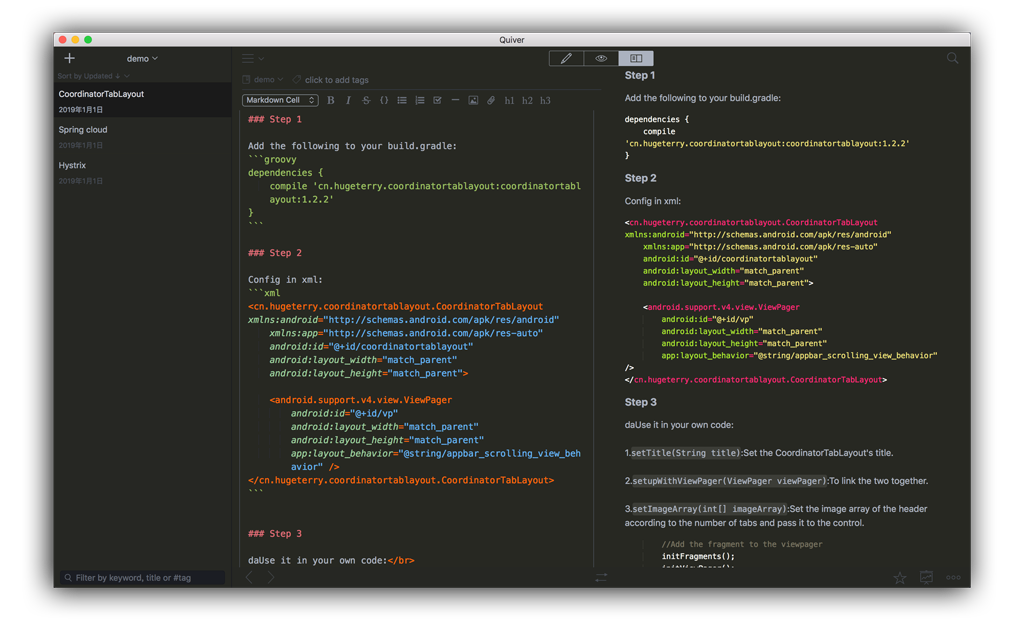 Quiver
demo
Sort by Updated ↓
CoordinatorTabLayout
2019年1月1日
Spring cloud
2019年1月1日
Hystrix
2019年1月1日
Filter by keyword, title or #tag
demo
click to add tags
Markdown Cell
B I S h1 h2 h3
### Step 1
Add the following to your build.gradle:
```groovy
dependencies {
compile 'cn.hugeterry.coordinatortablayout:coordinatortabl
ayout:1.2.2'
}
```
### Step 2
Config in xml:
```xml
<cn.hugeterry.coordinatortablayout.CoordinatorTabLayout
xmlns:android="http://schemas.android.com/apk/res/android"
xmlns:app="http://schemas.android.com/apk/res-auto"
android:id="@+id/coordinatortablayout"
android:layout_width="match_parent"
android:layout_height="match_parent">
<android.support.v4.view.ViewPager
android:id="@+id/vp"
android:layout_width="match_parent"
android:layout_height="match_parent"
app:layout_behavior="@string/appbar_scrolling_view_beh
avior" />
</cn.hugeterry.coordinatortablayout.CoordinatorTabLayout>
```
### Step 3
daUse it in your own code:</br>
Step 1
Add the following to your build.gradle:
dependencies {
compile
'cn.hugeterry.coordinatortablayout:coordinatortablayout:1.2.2'
}
Step 2
Config in xml:
<cn.hugeterry.coordinatortablayout.CoordinatorTabLayout
xmlns:android="http://schemas.android.com/apk/res/android"
xmlns:app="http://schemas.android.com/apk/res-auto"
android:id="@+id/coordinatortablayout"
android:layout_width="match_parent"
android:layout_height="match_parent">
<android.support.v4.view.ViewPager
android:id="@+id/vp"
android:layout_width="match_parent"
android:layout_height="match_parent"
app:layout_behavior="@string/appbar_scrolling_view_behavior"
/>
</cn.hugeterry.coordinatortablayout.CoordinatorTabLayout>
Step 3
daUse it in your own code:
1.setTitle(String title):Set the CoordinatorTabLayout's title.
2.setupWithViewPager(ViewPager viewPager):To link the two together.
3.setImageArray(int[] imageArray):Set the image array of the header
according to the number of tabs and pass it to the control.
//Add the fragment to the viewpager
initFragments();